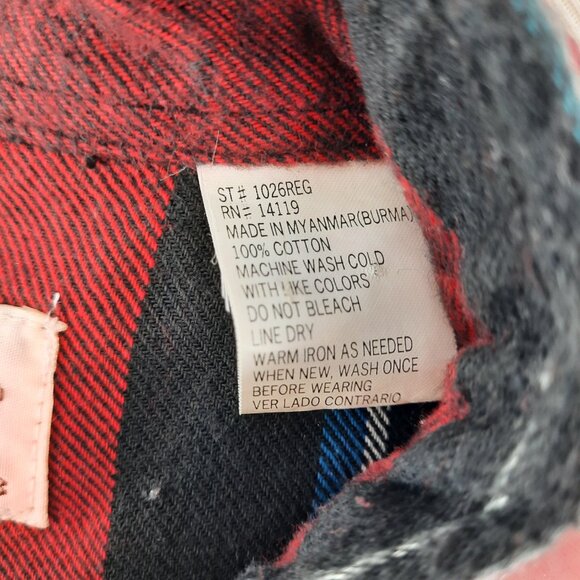 ST# 1026REG
RN# 14119
MADE IN MYANMAR(BURMA)
100% COTTON
MACHINE WASH COLD
WITH LIKE COLORS
DO NOT BLEACH
LINE DRY
WARM IRON AS NEEDED
WHEN NEW, WASH ONCE
BEFORE WEARING
VER LADO CONTRARIO